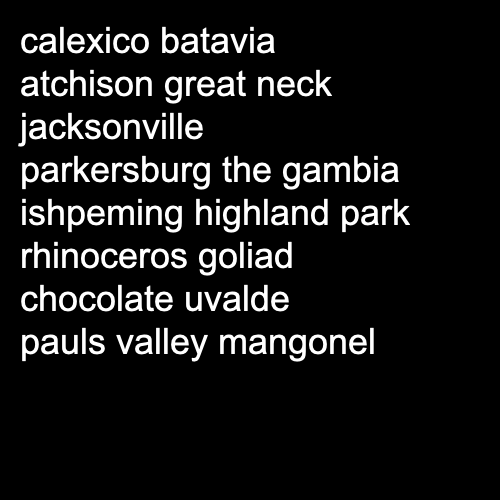 calexico batavia
atchison great neck
jacksonville
parkersburg the gambia
ishpeming highland park
rhinoceros goliad
chocolate uvalde
pauls valley mangonel